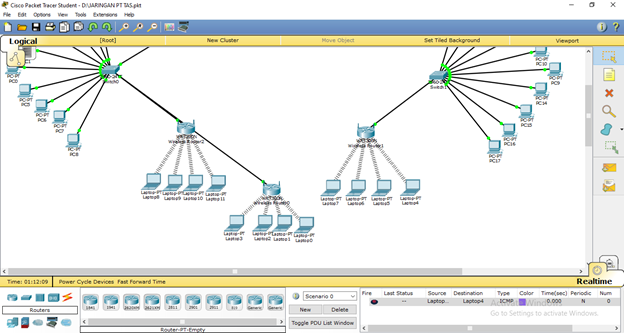 Cisco Packet Tracer Student - D:\JARINGAN PT TAS.pkt
File Edit Options View Tools Extensions Help
Logical [Root] New Cluster Move Object Set Tiled Background Viewport
PC-PT
PC0
PC-PT
PC5
PC-PT
PC6
PC-PT
PC7
PC-PT
PC8
Switch0
PC-PT
PC10
PC-PT
PC9
PC-PT
PC14
PC-PT
PC15
PC-PT
PC16
PC-PT
PC17
Switch1
WRT300N
Wireless Router2
WRT300N
Wireless Router1
WRT300N
Wireless Router0
Laptop-PT Laptop-PT Laptop-PT Laptop-PT
Laptop8 Laptop9 Laptop10 Laptop11
Laptop-PT Laptop-PT Laptop-PT Laptop-PT
Laptop7 Laptop6 Laptop5 Laptop4
Laptop-PT Laptop-PT Laptop-PT Laptop-PT
Laptop3 Laptop2 Laptop1 Laptop0
Time: 01:12:09 Power Cycle Devices Fast Forward Time Realtime
Routers
1841 1941 2620XM 2621XM 2811 2901 2911 Generic Generic
Router-PT-Empty
Scenario 0
New Delete
Toggle PDU List Window
Fire Last Status Source Destination Type Color Time(sec) Periodic Num
-- Laptop... Laptop4 ICMP 0.000 N 0
Activate Windows
Go to Settings to activate Windows.